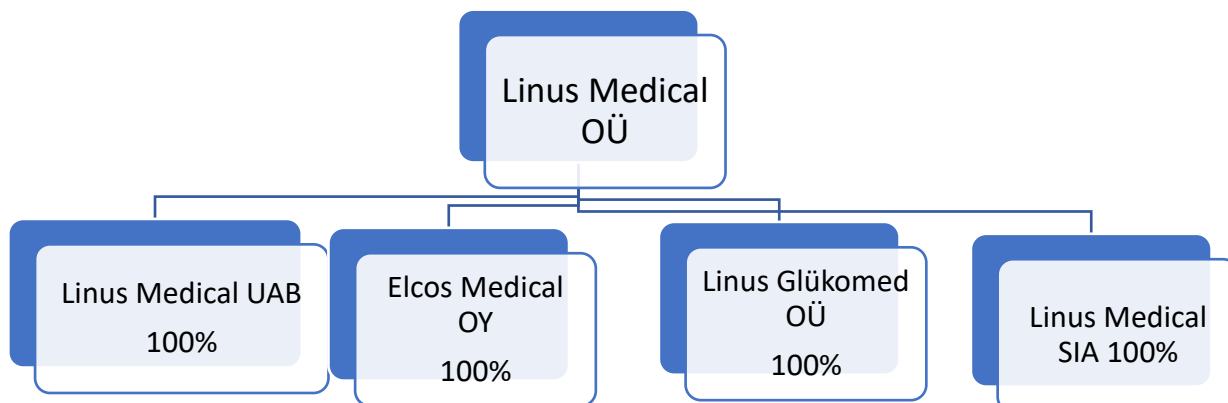 Linus Medical
OÜ
Linus Medical UAB
100%
Elcos Medical
OY
100%
Linus Glükomed
OÜ
100%
Linus Medical
SIA 100%